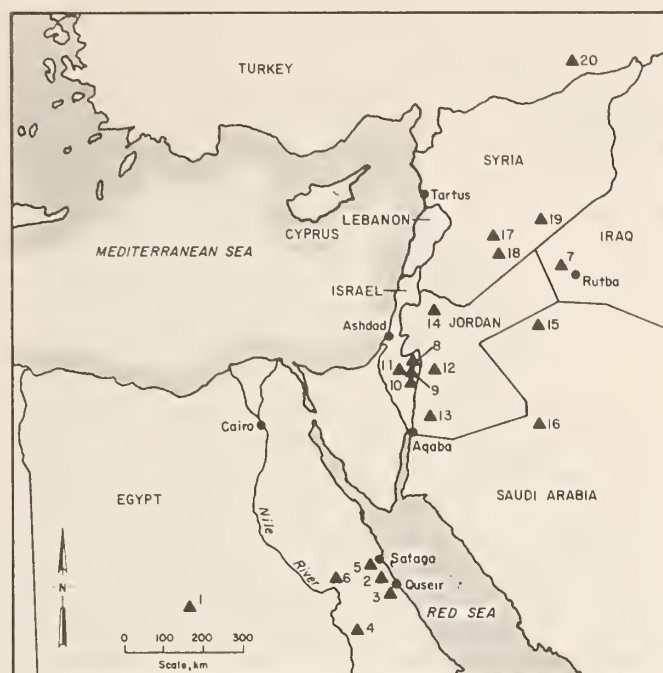 TURKEY
20
SYRIA
Tartus
LEBANON
CYPRUS
19
17
18
IRAQ
7
Rutba
MEDITERRANEAN SEA
ISRAEL
Ashdad
14
JORDAN
15
8
11
12
10
9
13
16
Cairo
Aqaba
EGYPT
SAUDI ARABIA
Nile
River
N
Safaga
5
2
6
Quseir
3
RED SEA
1
4
0 100 200 300
Scale, km